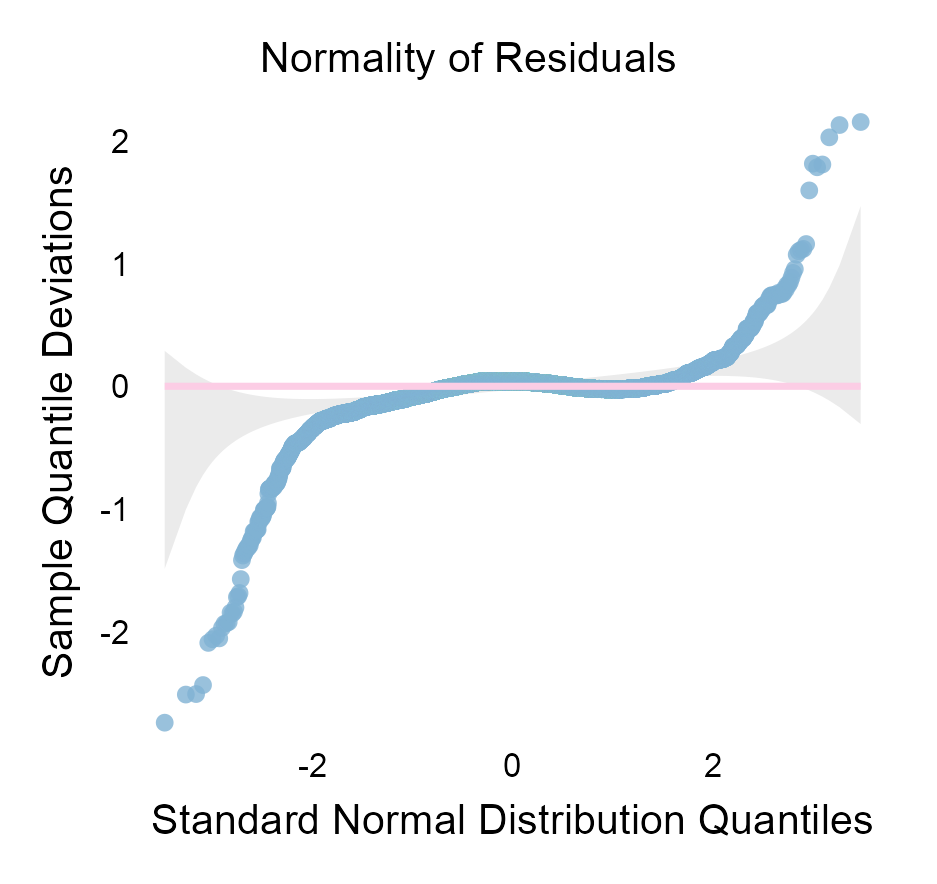 Normality of Residuals
Sample Quantile Deviations
2
1
0
-1
-2
-2 0 2
Standard Normal Distribution Quantiles